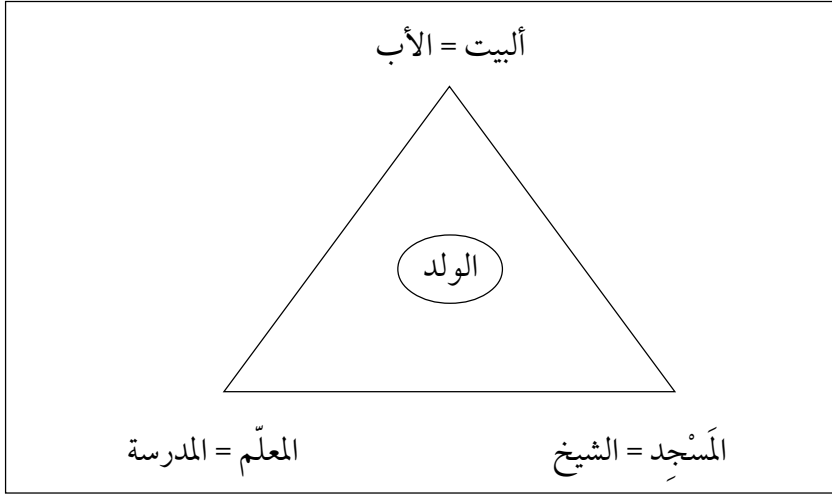 ألبيت = الأب
الولد
المَسْجِد = الشيخ
المعلّم = المدرسة